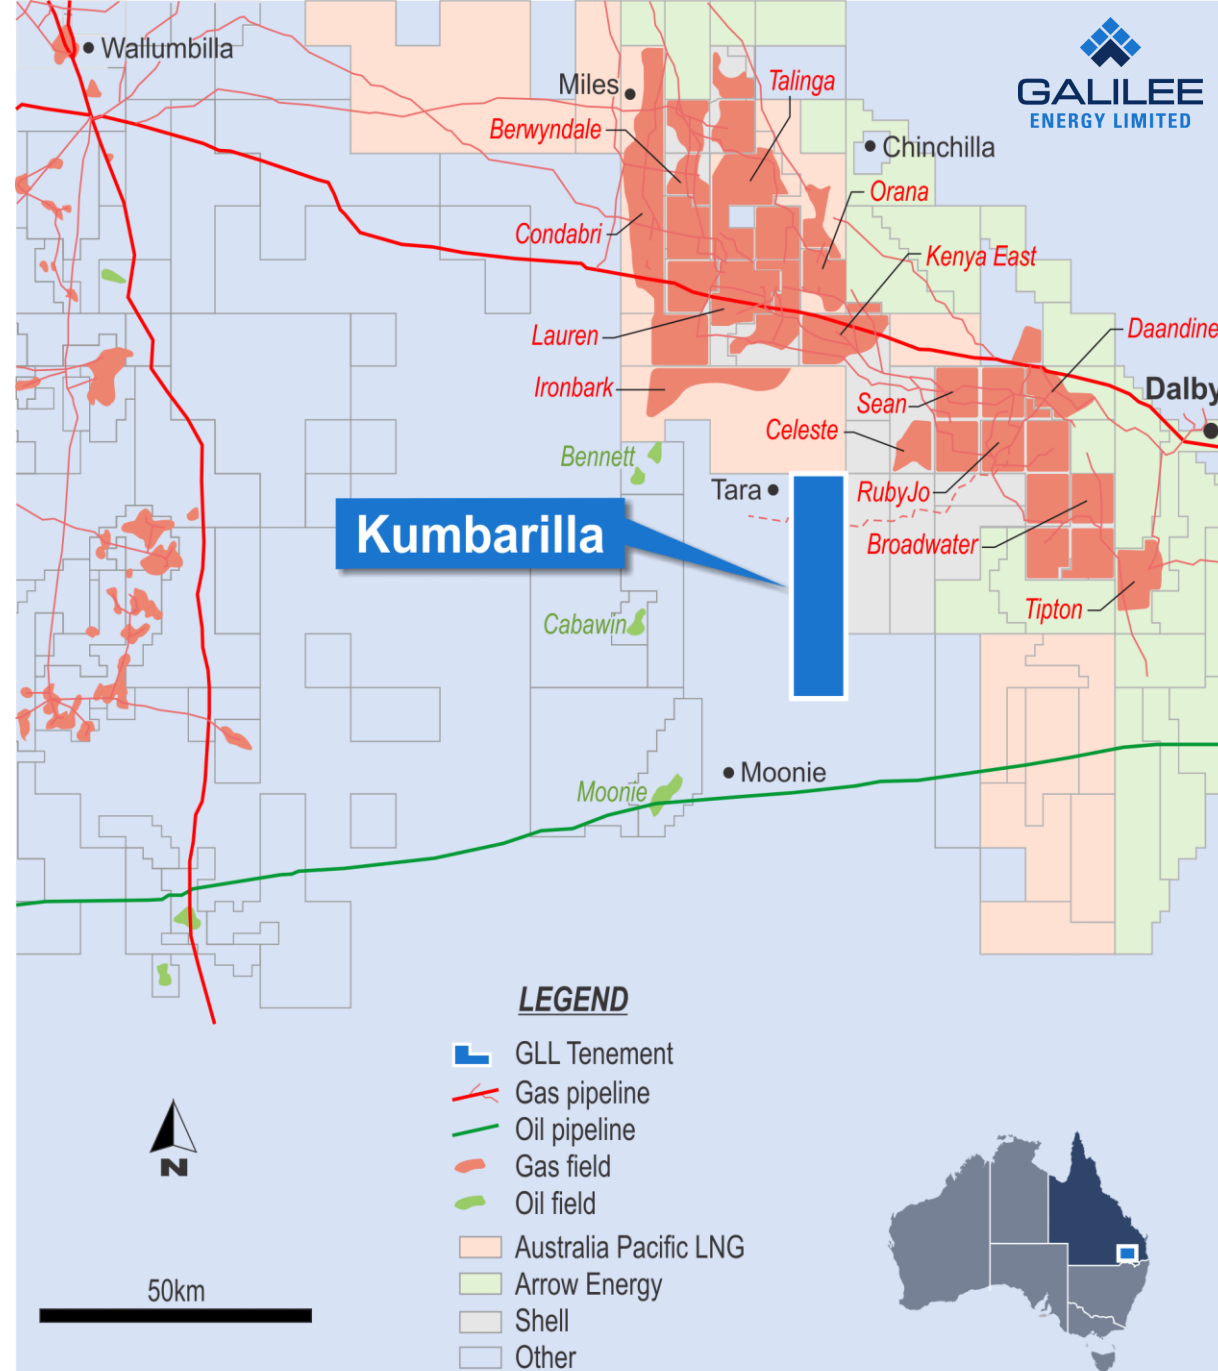 Wallumbilla
GALILEE
ENERGY LIMITED
Miles
Talinga
Berwyndale
Chinchilla
Orana
Condabri
Kenya East
Lauren
Daandine
Ironbark
Dalby
Sean
Celeste
Bennett
Tara
RubyJo
Kumbarilla
Broadwater
Cabawin
Tipton
Moonie
Moonie
LEGEND
GLL Tenement
Gas pipeline
Oil pipeline
Gas field
Oil field
Australia Pacific LNG
Arrow Energy
Shell
Other
N
50km